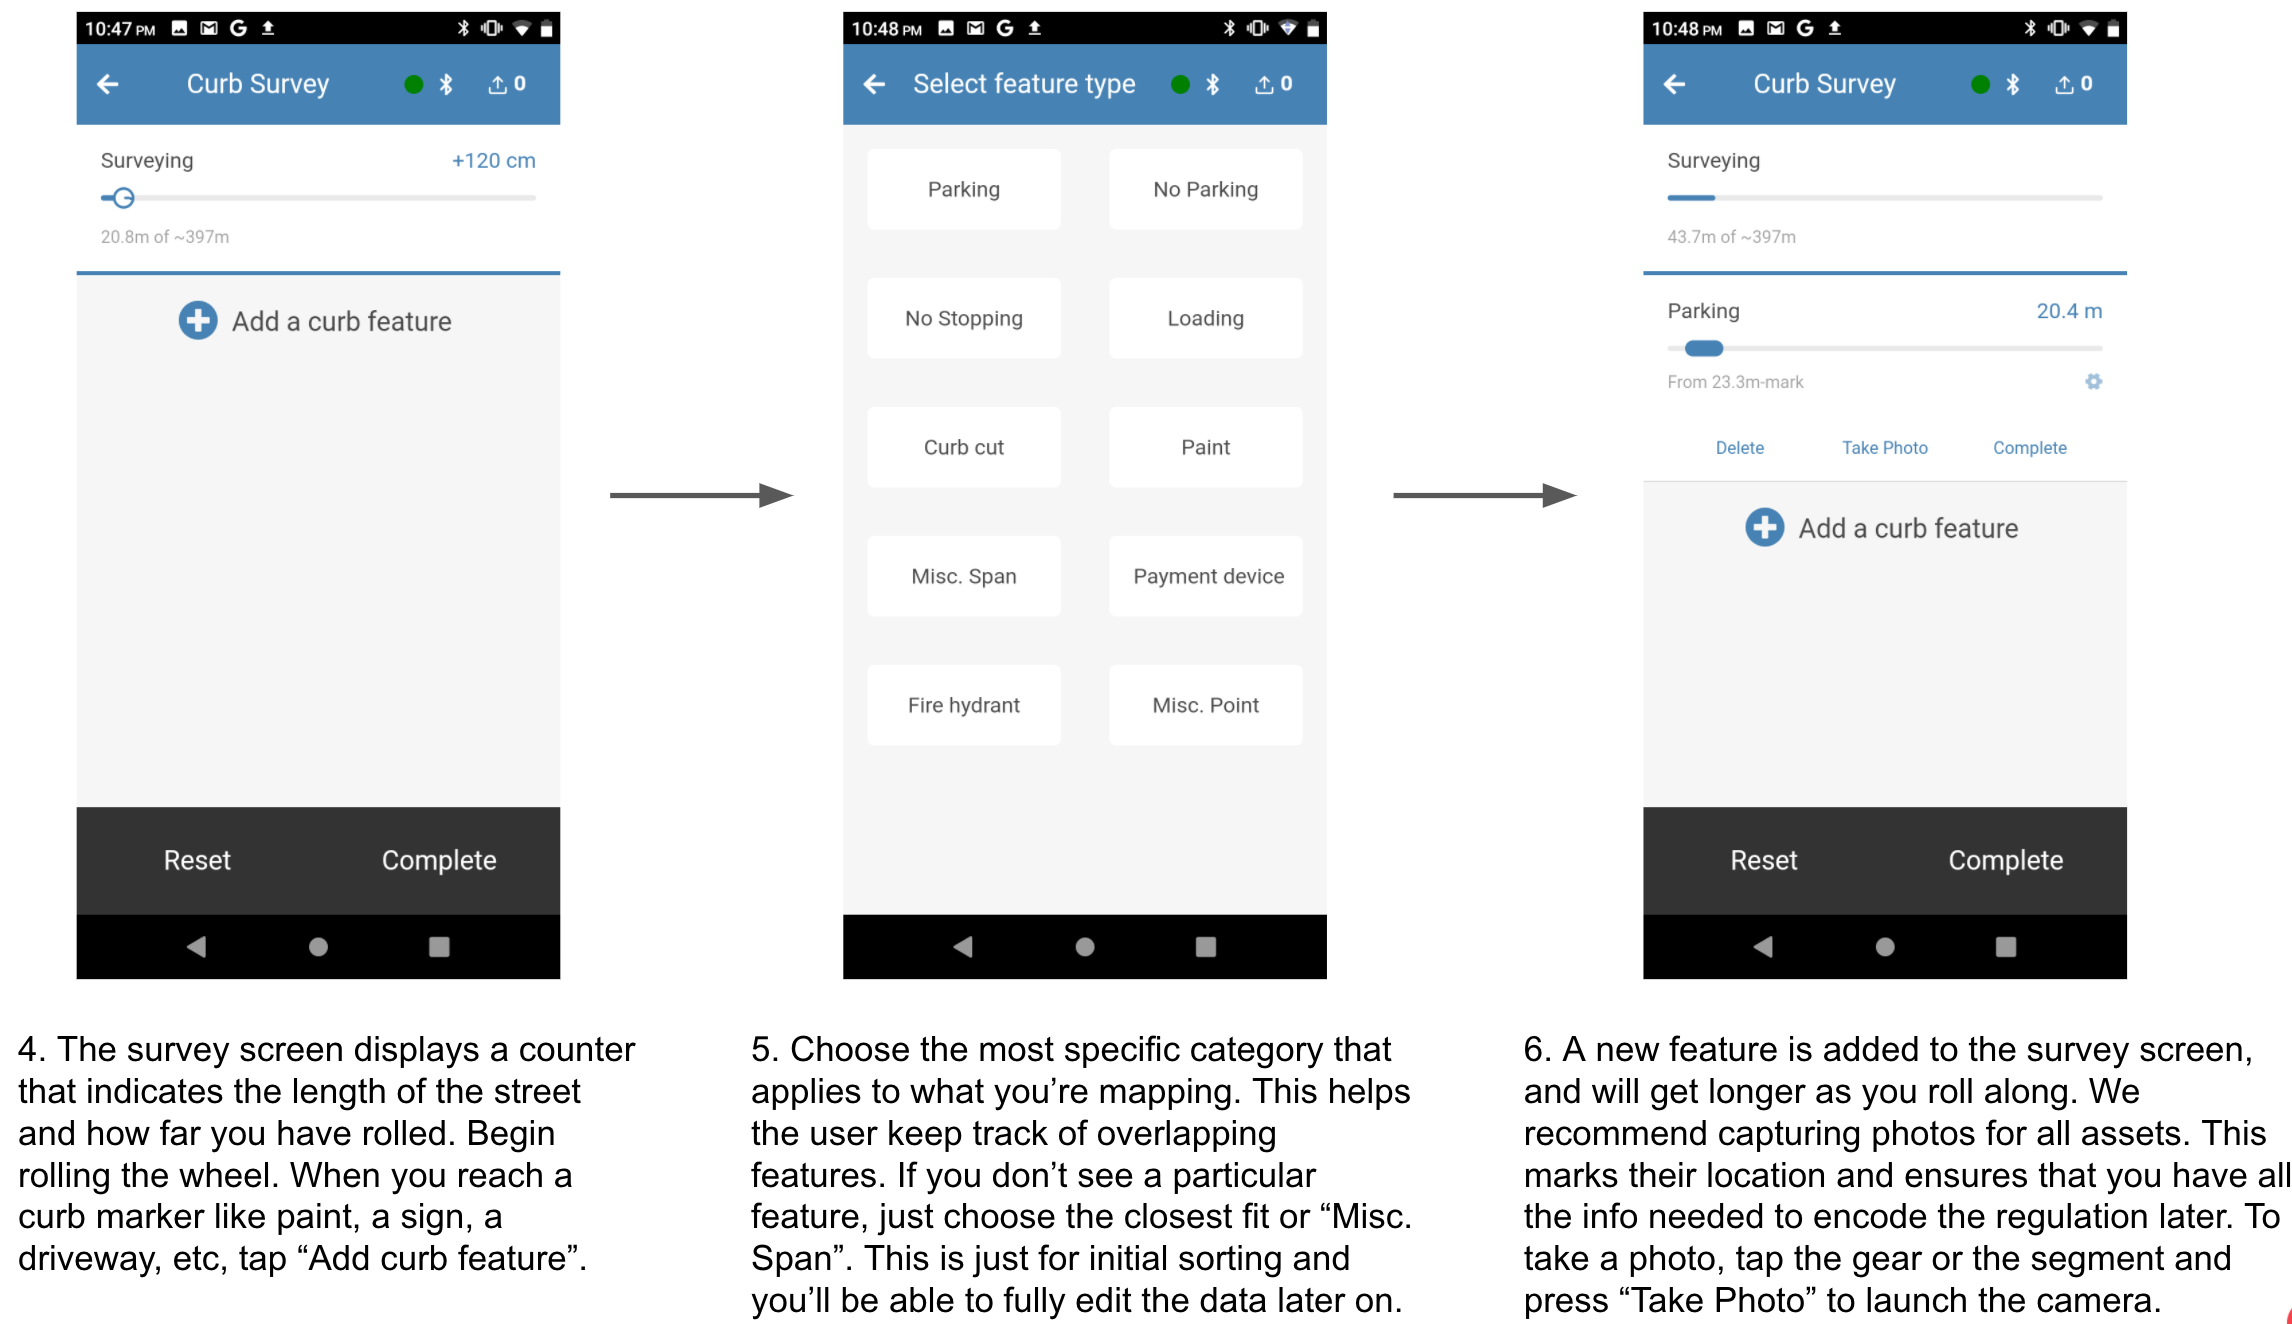 10:47 PM
Curb Survey
0
Surveying
+120 cm
20.8m of ~397m
Add a curb feature
Reset
Complete
10:48 PM
Select feature type
0
Parking
No Parking
No Stopping
Loading
Curb cut
Paint
Misc. Span
Payment device
Fire hydrant
Misc. Point
10:48 PM
Curb Survey
0
Surveying
43.7m of ~397m
Parking
20.4 m
From 23.3m-mark
Delete
Take Photo
Complete
Add a curb feature
Reset
Complete
4. The survey screen displays a counter
that indicates the length of the street
and how far you have rolled. Begin
rolling the wheel. When you reach a
curb marker like paint, a sign, a
driveway, etc, tap “Add curb feature”.
5. Choose the most specific category that
applies to what you’re mapping. This helps
the user keep track of overlapping
features. If you don’t see a particular
feature, just choose the closest fit or “Misc.
Span”. This is just for initial sorting and
you’ll be able to fully edit the data later on.
6. A new feature is added to the survey screen,
and will get longer as you roll along. We
recommend capturing photos for all assets. This
marks their location and ensures that you have all
the info needed to encode the regulation later. To
take a photo, tap the gear or the segment and
press “Take Photo” to launch the camera.